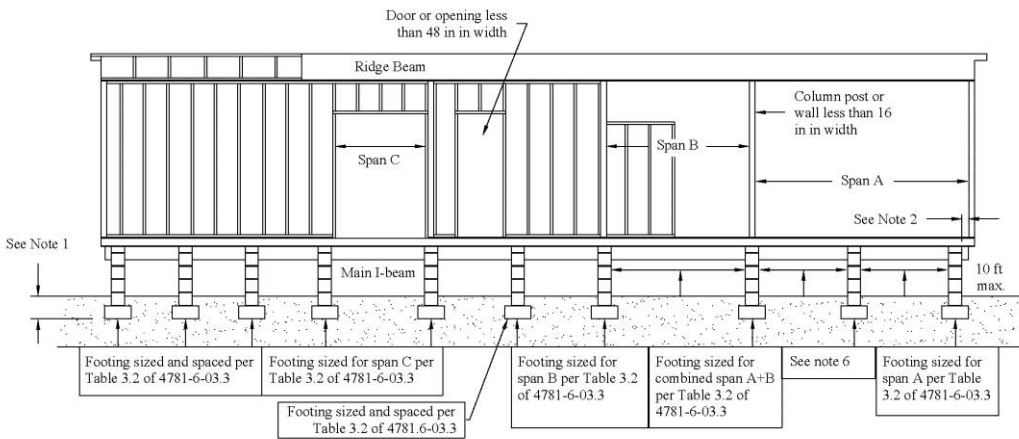 Door or opening less
than 48 in in width
Ridge Beam
Column post or
wall less than 16
in in width
Span C
Span B
Span A
See Note 2
See Note 1
Main I-beam
10 ft
max.
Footing sized and spaced per
Table 3.2 of 4781-6-03.3
Footing sized for span C per
Table 3.2 of 4781-6-03.3
Footing sized and spaced per
Table 3.2 of 4781.6-03.3
Footing sized for
span B per Table 3.2
of 4781-6-03.3
Footing sized for
combined span A+B
per Table 3.2 of
4781-6-03.3
See note 6
Footing sized for
span A per Table
3.2 of 4781-6-03.3